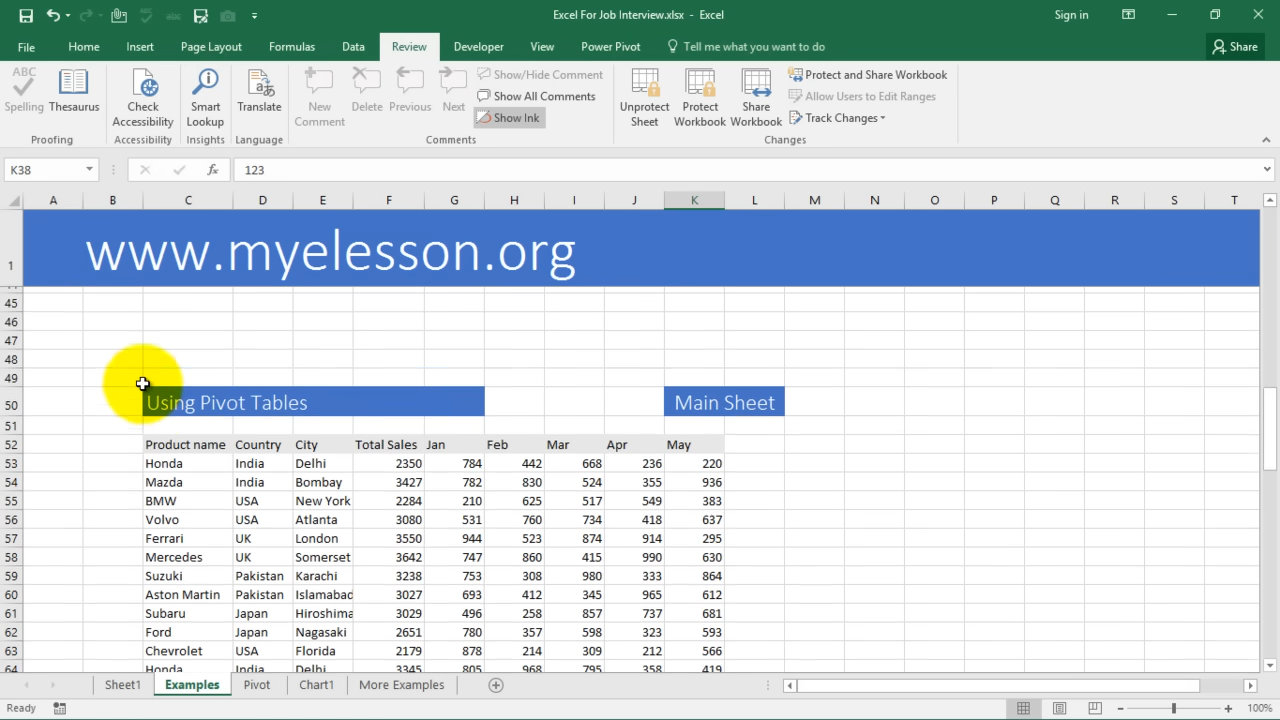 Excel For Job Interview.xlsx - Excel
Sign in
File Home Insert Page Layout Formulas Data Review Developer View Power Pivot Tell me what you want to do Share
ABC
Spelling
Thesaurus
Proofing
Check Accessibility
Accessibility
Smart Lookup
Insights
Translate
Language
New Comment
Delete
Previous
Next
Show/Hide Comment
Show All Comments
Show Ink
Comments
Unprotect Sheet
Protect Workbook
Share Workbook
Protect and Share Workbook
Allow Users to Edit Ranges
Track Changes
Changes
K38 fx 123
A B C D E F G H I J K L M N O P Q R S T
1 www.myelesson.org
45
46
47
48
49
50 Using Pivot Tables Main Sheet
51
52 Product name Country City Total Sales Jan Feb Mar Apr May
53 Honda India Delhi 2350 784 442 668 236 220
54 Mazda India Bombay 3427 782 830 524 355 936
55 BMW USA New York 2284 210 625 517 549 383
56 Volvo USA Atlanta 3080 531 760 734 418 637
57 Ferrari UK London 3550 944 523 874 914 295
58 Mercedes UK Somerset 3642 747 860 415 990 630
59 Suzuki Pakistan Karachi 3238 753 308 980 333 864
60 Aston Martin Pakistan Islamabad 3027 693 412 345 965 612
61 Subaru Japan Hiroshima 3029 496 258 857 737 681
62 Ford Japan Nagasaki 2651 780 357 598 323 593
63 Chevrolet USA Florida 2179 878 214 309 212 566
64 Honda India Delhi 3345 805 968 795 358 419
Sheet1 Examples Pivot Chart1 More Examples
Ready 100%